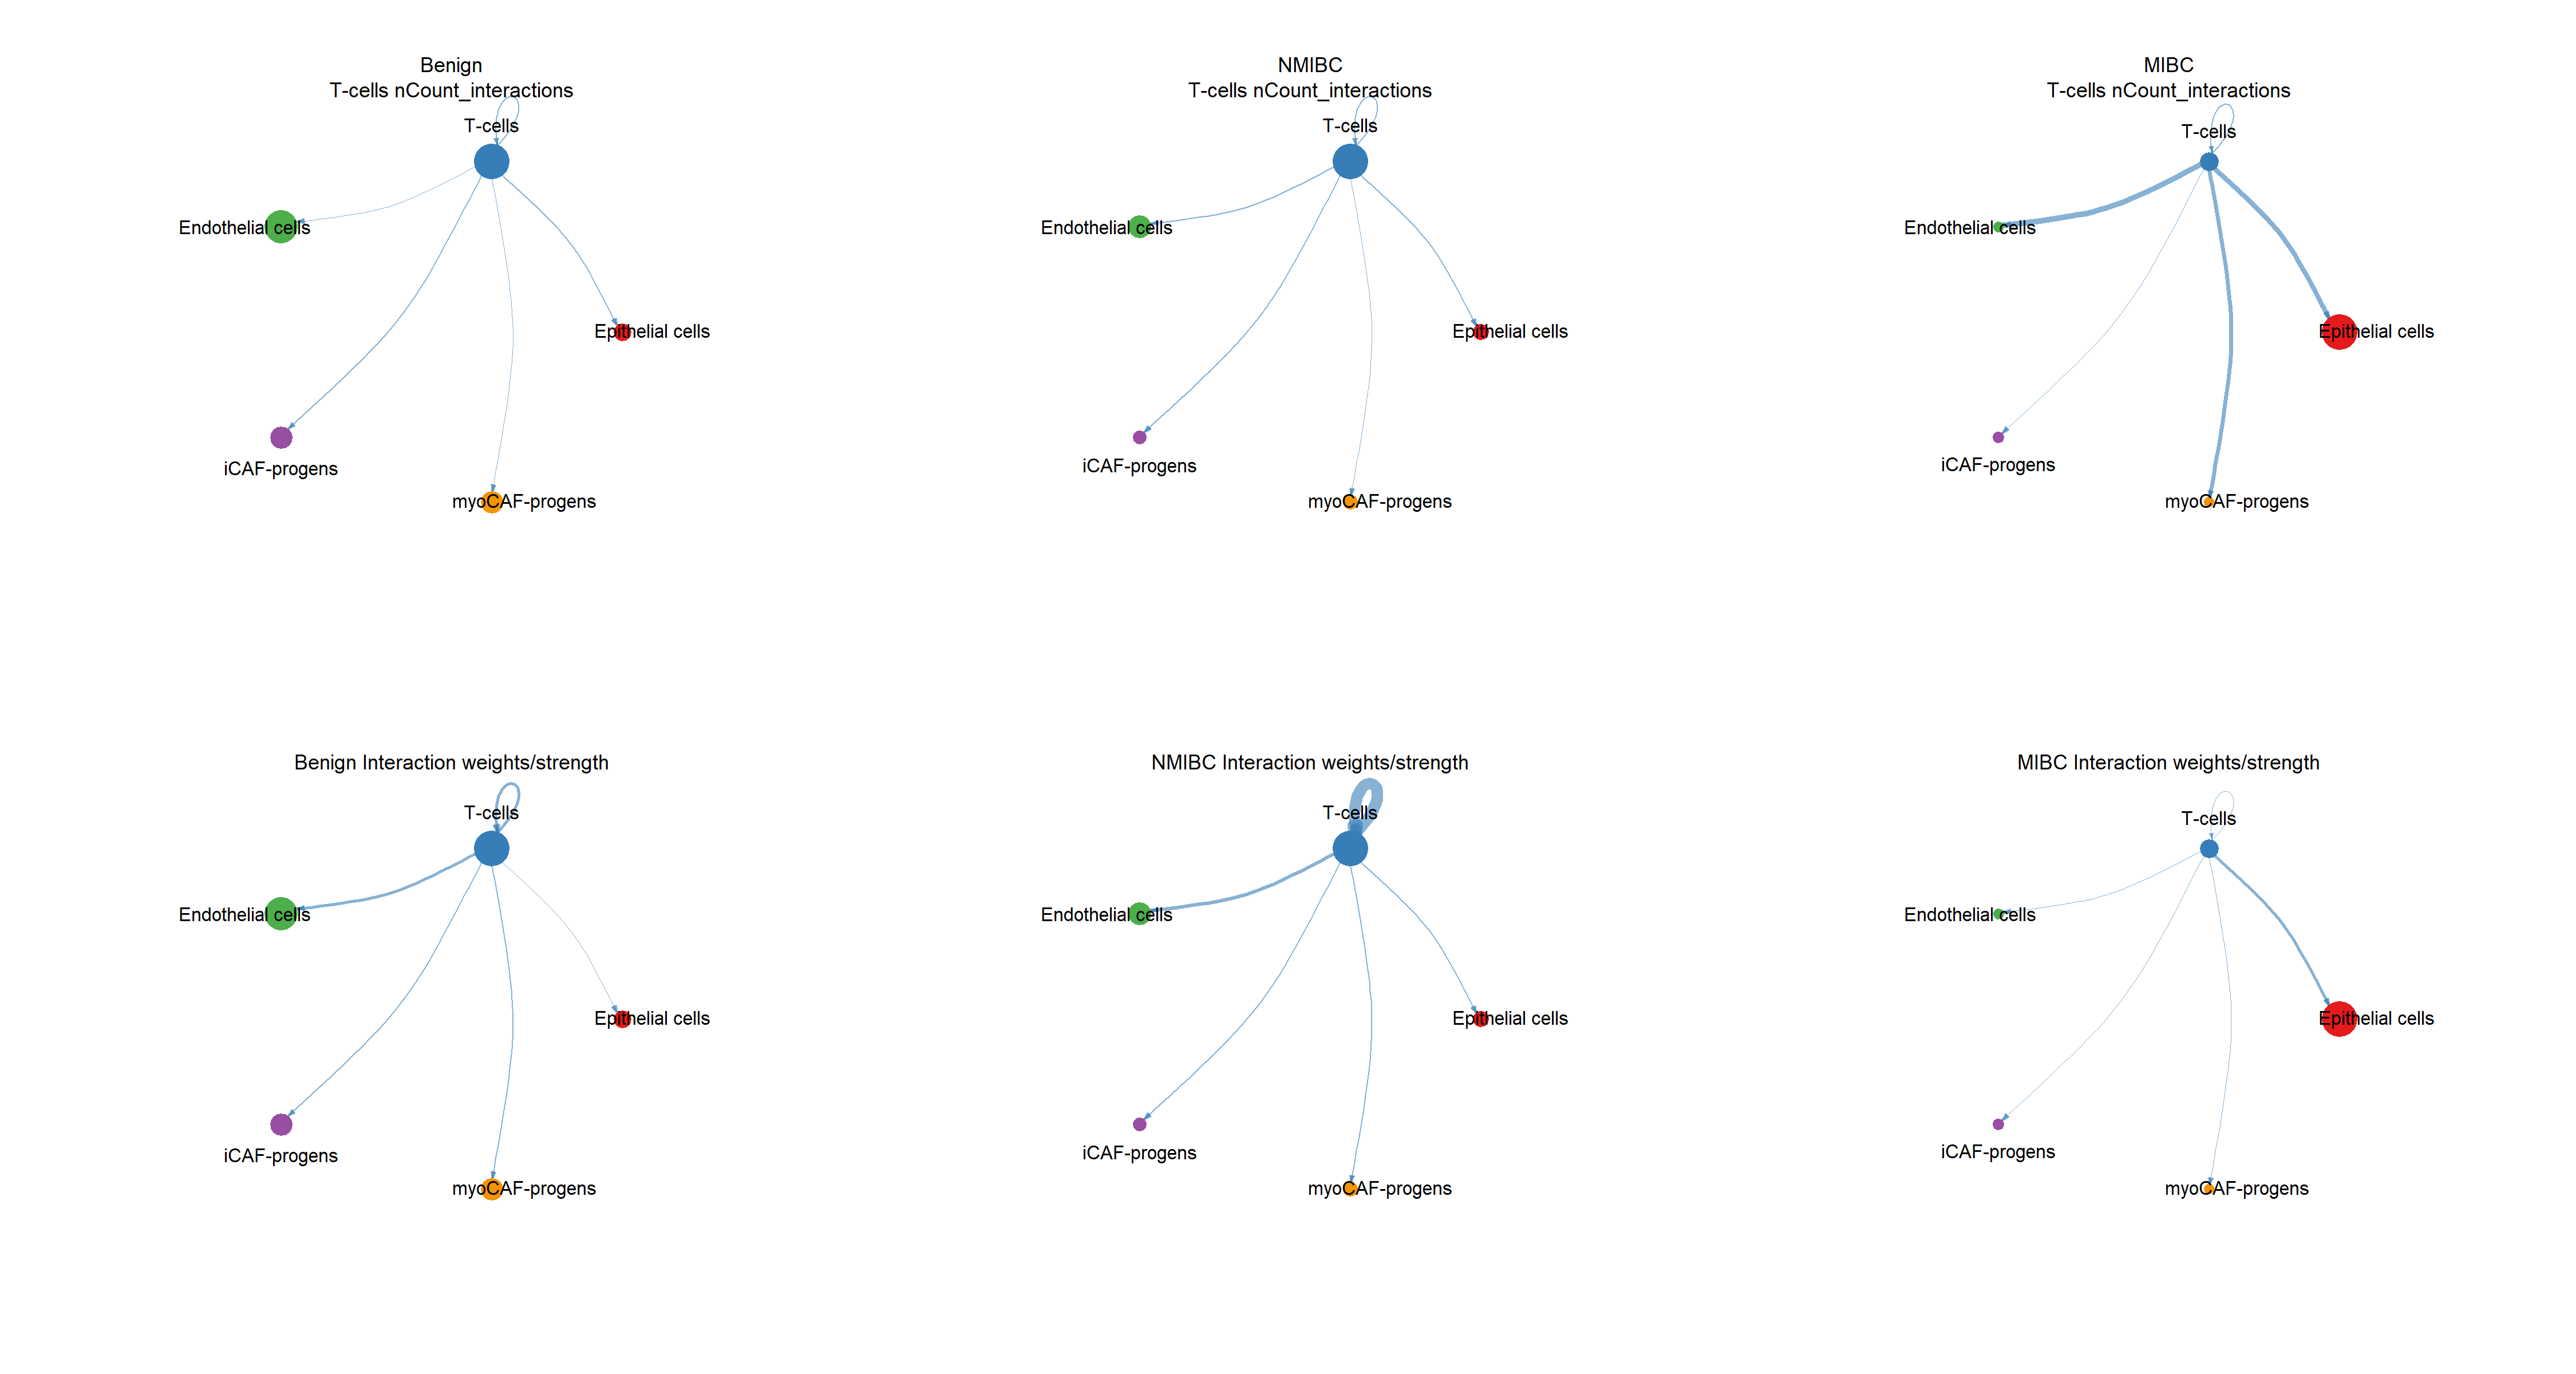 Benign
T-cells nCount_interactions
T-cells
Endothelial cells
Epithelial cells
iCAF-progens
myoCAF-progens
NMIBC
T-cells nCount_interactions
T-cells
Endothelial cells
Epithelial cells
iCAF-progens
myoCAF-progens
MIBC
T-cells nCount_interactions
T-cells
Endothelial cells
Epithelial cells
iCAF-progens
myoCAF-progens
Benign Interaction weights/strength
T-cells
Endothelial cells
Epithelial cells
iCAF-progens
myoCAF-progens
NMIBC Interaction weights/strength
T-cells
Endothelial cells
Epithelial cells
iCAF-progens
myoCAF-progens
MIBC Interaction weights/strength
T-cells
Endothelial cells
Epithelial cells
iCAF-progens
myoCAF-progens